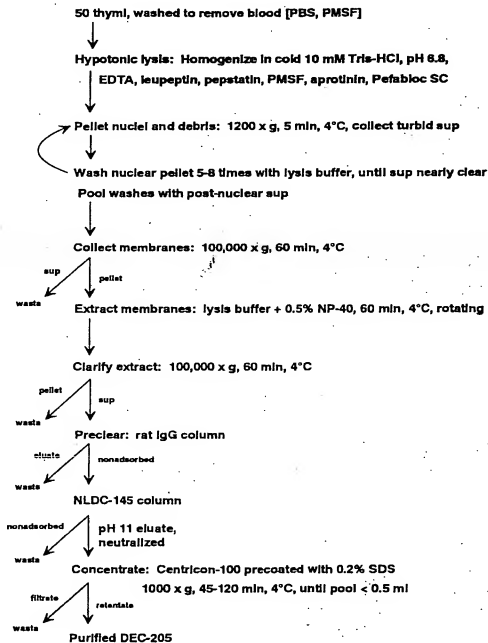 50 thymi, washed to remove blood [PBS, PMSF]
Hypotonic lysis: Homogenize in cold 10 mM Tris-HCl, pH 6.8,
EDTA, leupeptin, pepstatin, PMSF, aprotinin, Pefabloc SC
Pellet nuclei and debris: 1200 x g, 5 min, 4°C, collect turbid sup
Wash nuclear pellet 5-8 times with lysis buffer, until sup nearly clear
Pool washes with post-nuclear sup
Collect membranes: 100,000 x g, 60 min, 4°C
sup
pellet
waste
Extract membranes: lysis buffer + 0.5% NP-40, 60 min, 4°C, rotating
Clarify extract: 100,000 x g, 60 min, 4°C
pellet
sup
waste
Preclear: rat IgG column
eluate
nonadsorbed
waste
NLDC-145 column
nonadsorbed
pH 11 eluate,
neutralized
waste
Concentrate: Centricon-100 precoated with 0.2% SDS
1000 x g, 45-120 min, 4°C, until pool < 0.5 ml
filtrate
retentate
waste
Purified DEC-205